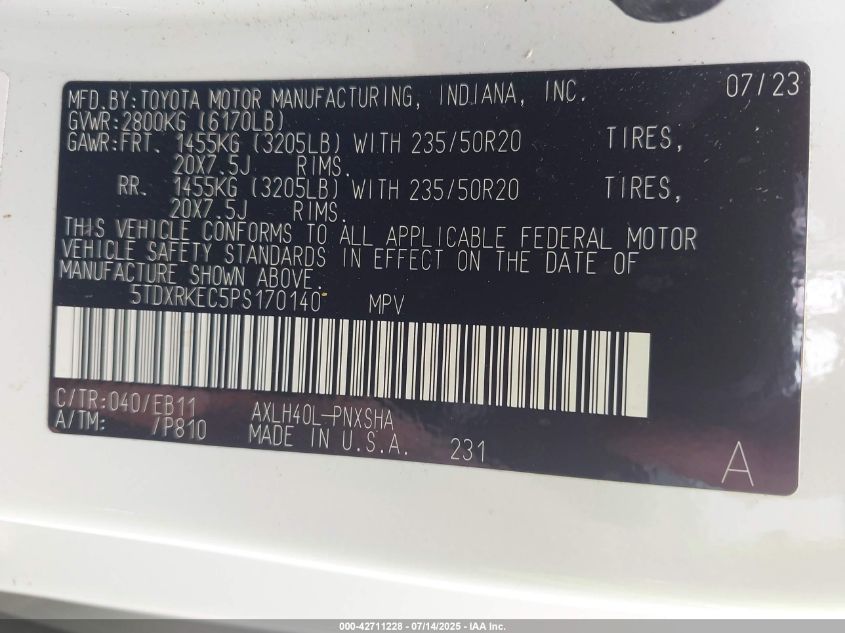 MFD.BY:TOYOTA MOTOR MANUFACTURING, INDIANA, INC. 07/23
GVWR:2800KG (6170LB)
GAWR:FRT. 1455KG (3205LB) WITH 235/50R20 TIRES,
20X7.5J RIMS.
RR. 1455KG (3205LB) WITH 235/50R20 TIRES,
20X7.5J RIMS.
THIS VEHICLE CONFORMS TO ALL APPLICABLE FEDERAL MOTOR
VEHICLE SAFETY STANDARDS IN EFFECT ON THE DATE OF
MANUFACTURE SHOWN ABOVE.
5TDXRKEC5PS170140 MPV
C/TR:040/EB11 AXLH40L-PNXSHA
A/TM: /P810 MADE IN U.S.A. 231 A
000-42711228 - 07/14/2025 - IAA Inc.